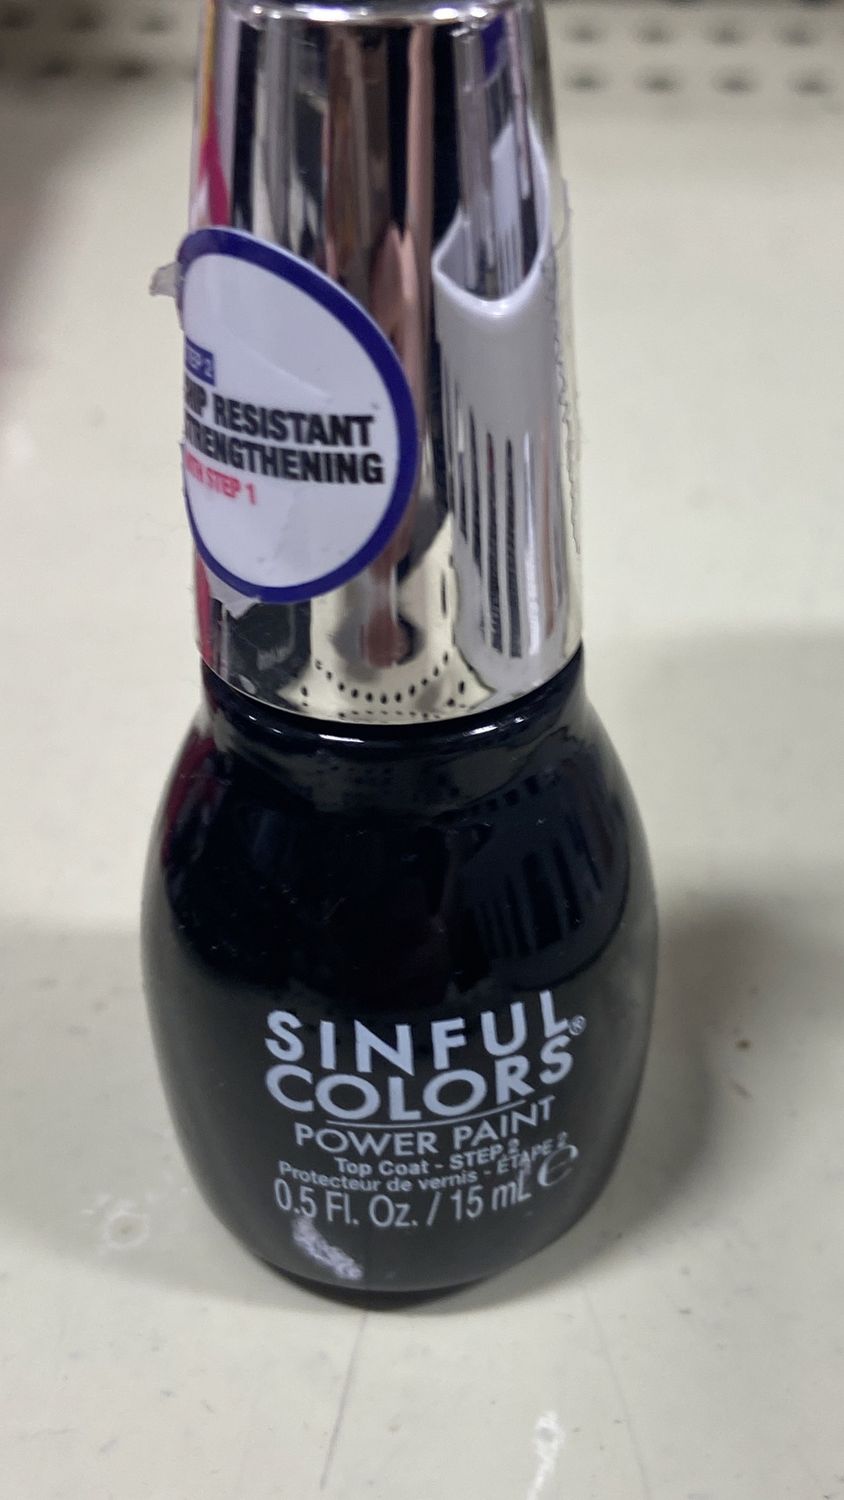 RESISTANT
STRENGTHENING
STEP 1
SINFUL®
COLORS
POWER PAINT
Top Coat - STEP 2
Protecteur de vernis - ÉTAPE 2
0.5 Fl. Oz. / 15 mL ℮